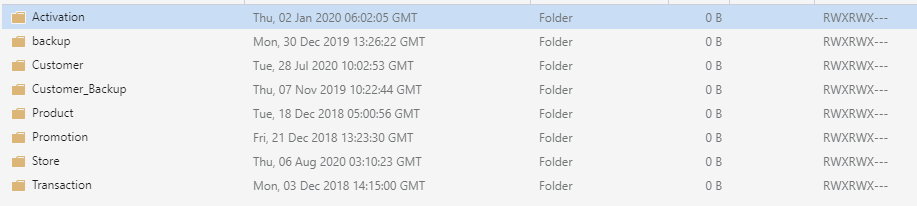 Activation Thu, 02 Jan 2020 06:02:05 GMT Folder 0 B RWXRWX---
backup Mon, 30 Dec 2019 13:26:22 GMT Folder 0 B RWXRWX---
Customer Tue, 28 Jul 2020 10:02:53 GMT Folder 0 B RWXRWX---
Customer_Backup Thu, 07 Nov 2019 10:22:44 GMT Folder 0 B RWXRWX---
Product Tue, 18 Dec 2018 05:00:56 GMT Folder 0 B RWXRWX---
Promotion Fri, 21 Dec 2018 13:23:30 GMT Folder 0 B RWXRWX---
Store Thu, 06 Aug 2020 03:10:23 GMT Folder 0 B RWXRWX---
Transaction Mon, 03 Dec 2018 14:15:00 GMT Folder 0 B RWXRWX---